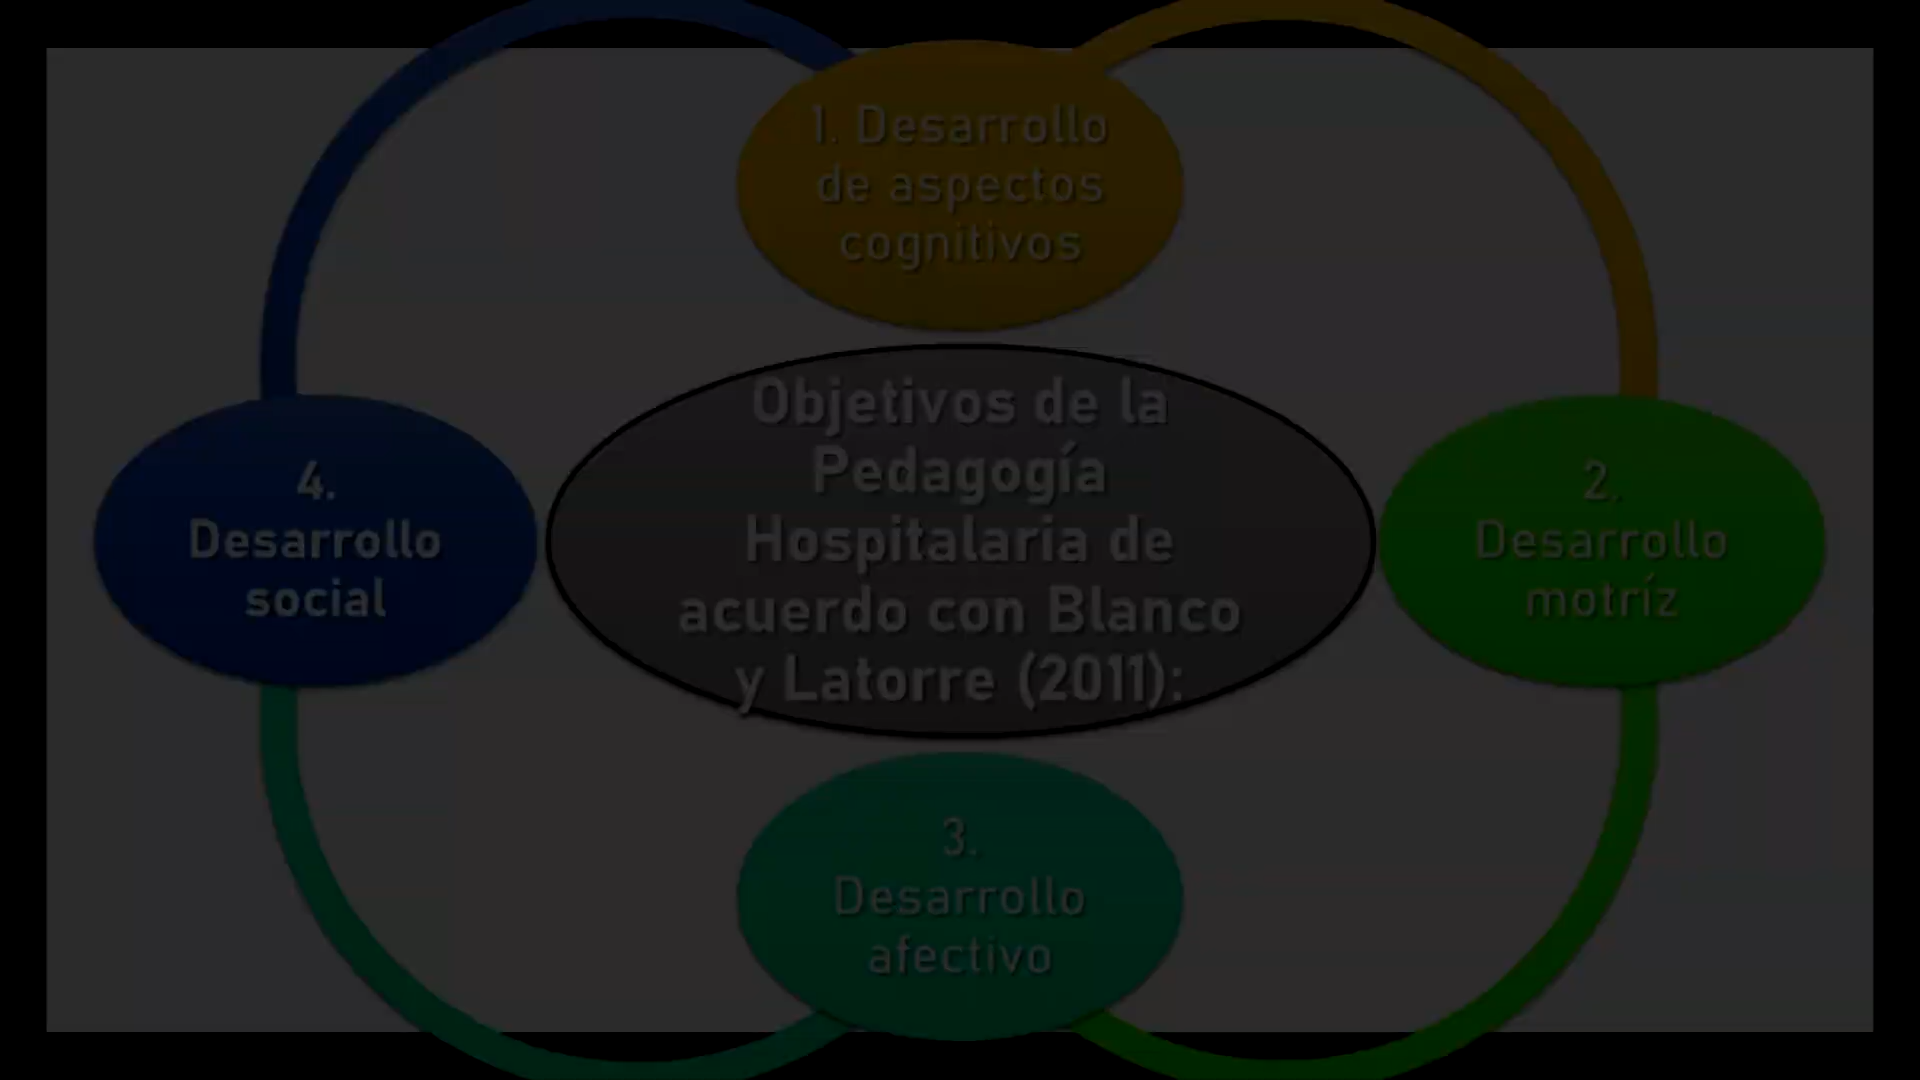 1. Desarrollo
de aspectos
cognitivos
Objetivos de la
Pedagogía
Hospitalaria de
acuerdo con Blanco
y Latorre (2011):
2.
Desarrollo
motríz
3.
Desarrollo
afectivo
4.
Desarrollo
social